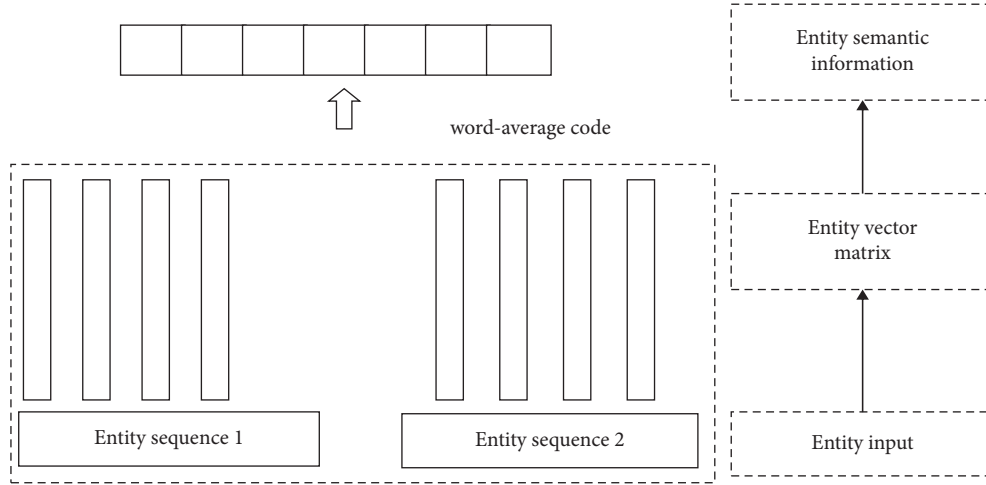 Entity semantic
information
word-average code
Entity vector
matrix
Entity sequence 1
Entity sequence 2
Entity input